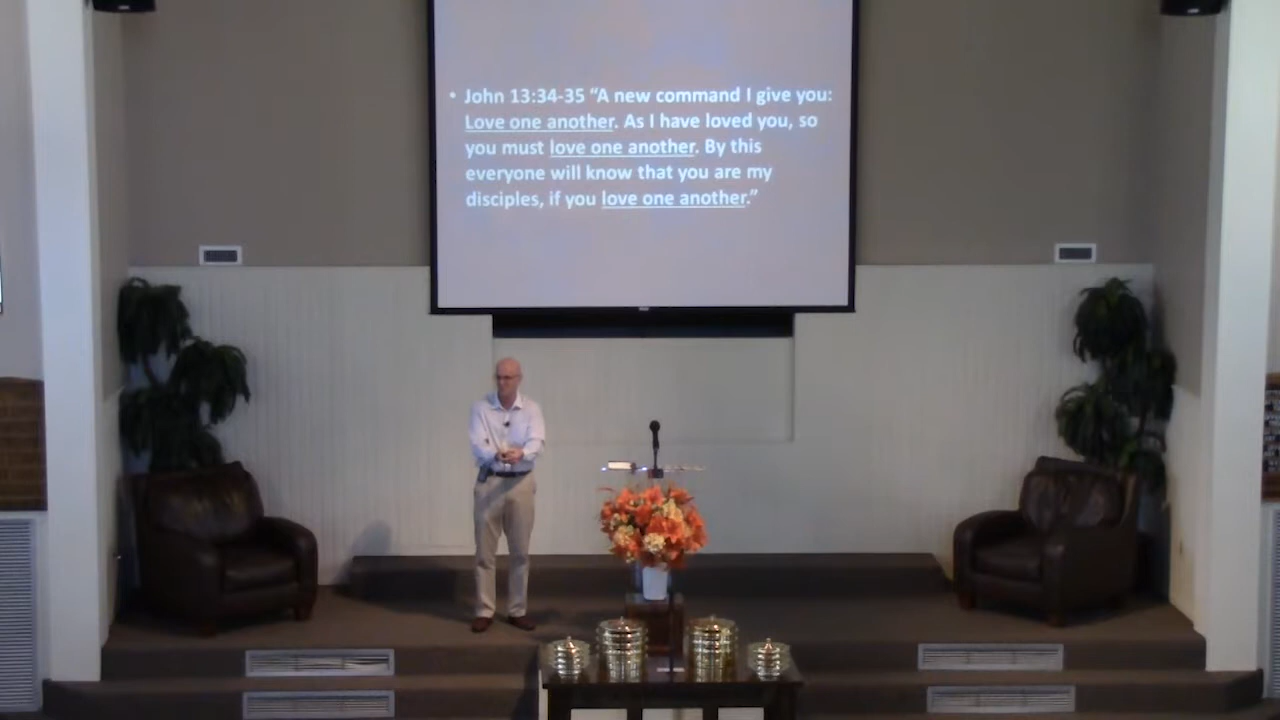 • John 13:34-35 “A new command I give you:
Love one another. As I have loved you, so
you must love one another. By this
everyone will know that you are my
disciples, if you love one another.”